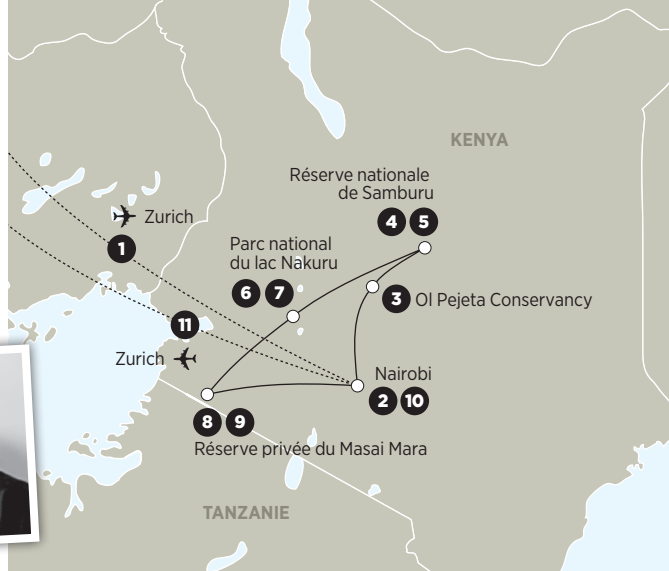 KENYA
Réserve nationale
de Samburu
4 5
Zurich
1
Parc national
du lac Nakuru
6 7
3 Ol Pejeta Conservancy
11
Zurich
Nairobi
2 10
8 9
Réserve privée du Masai Mara
TANZANIE